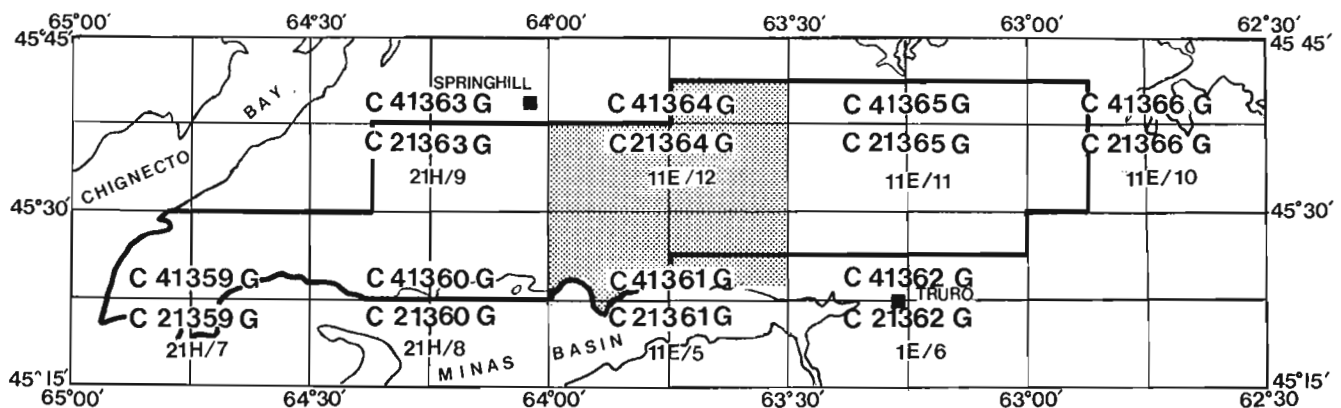 65°00′ 64°30′ 64°00′ 63°30′ 63°00′ 62°30′
45°45′ 45 45′
SPRINGHILL
BAY
C 41363 G C 41364 G C 41365 G C 41366 G
C 21363 G C 21364 G C 21365 G C 21366 G
CHIGNECTO
21H/9 11E/12 11E/11 11E/10
45°30′ 45°30′
C 41359 G C 41360 G C 41361 G C 41362 G
TRURO
C 21359 G C 21360 G C 21361 G C 21362 G
21H/7 21H/8 11E/5 1E/6
MINAS BASIN
45°15′ 45°15′
65°00′ 64°30′ 64°00′ 63°30′ 63°00′ 62°30′